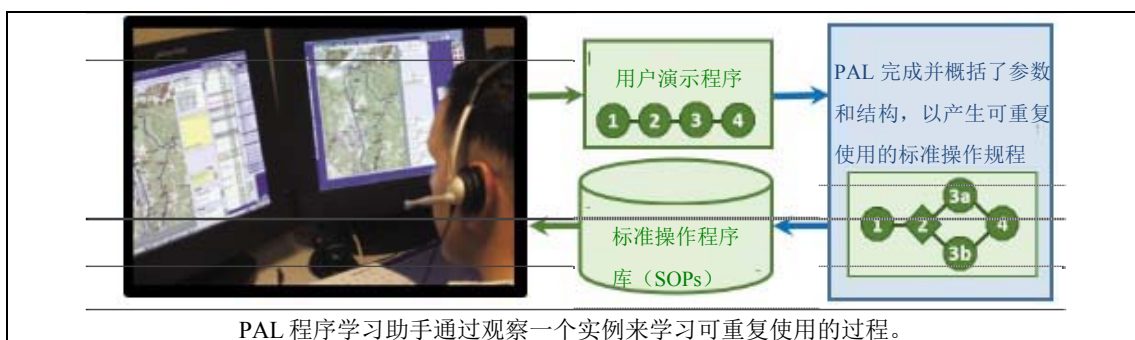 用户演示程序
1 2 3 4
PAL 完成并概括了参数
和结构，以产生可重复
使用的标准操作规程
3a
1 2 4
3b
标准操作程序
库（SOPs）
PAL 程序学习助手通过观察一个实例来学习可重复使用的过程。